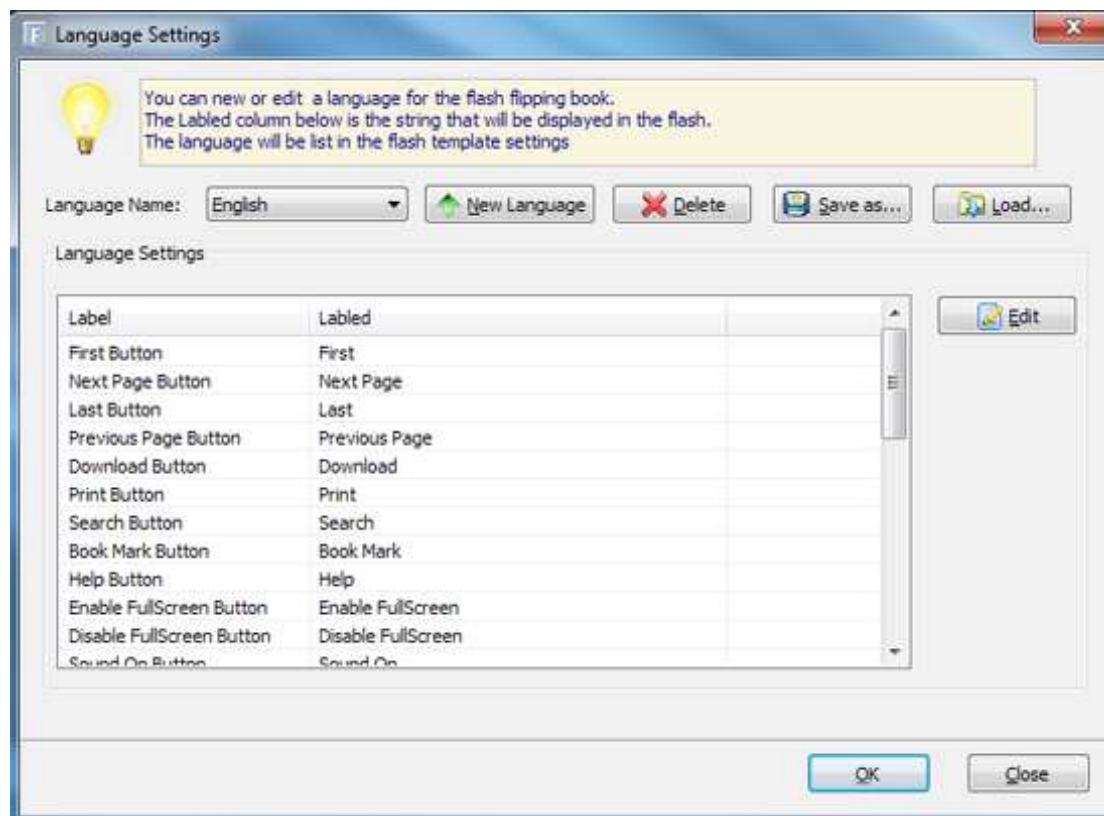 Language Settings
You can new or edit a language for the flash flipping book.
The Labled column below is the string that will be displayed in the flash.
The language will be list in the flash template settings
Language Name: English New Language Delete Save as... Load...
Language Settings
Label Labled Edit
First Button First
Next Page Button Next Page
Last Button Last
Previous Page Button Previous Page
Download Button Download
Print Button Print
Search Button Search
Book Mark Button Book Mark
Help Button Help
Enable FullScreen Button Enable FullScreen
Disable FullScreen Button Disable FullScreen
Sound On Button Sound On
OK Close